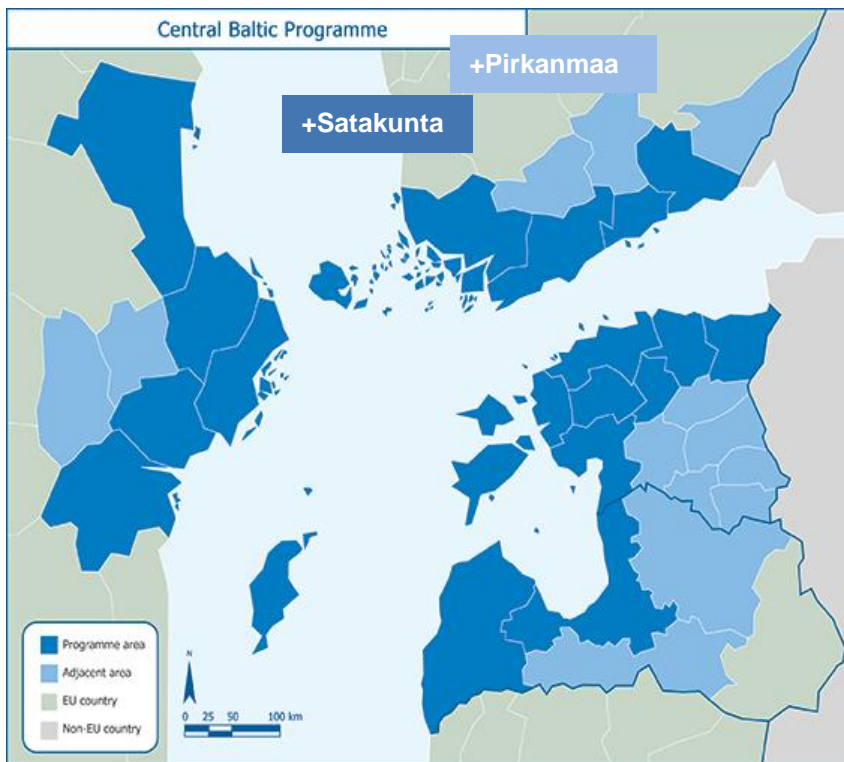 Central Baltic Programme
+Pirkanmaa
+Satakunta
Programme area
Adjacent area
EU country
Non-EU country
N
0 25 50 100 km